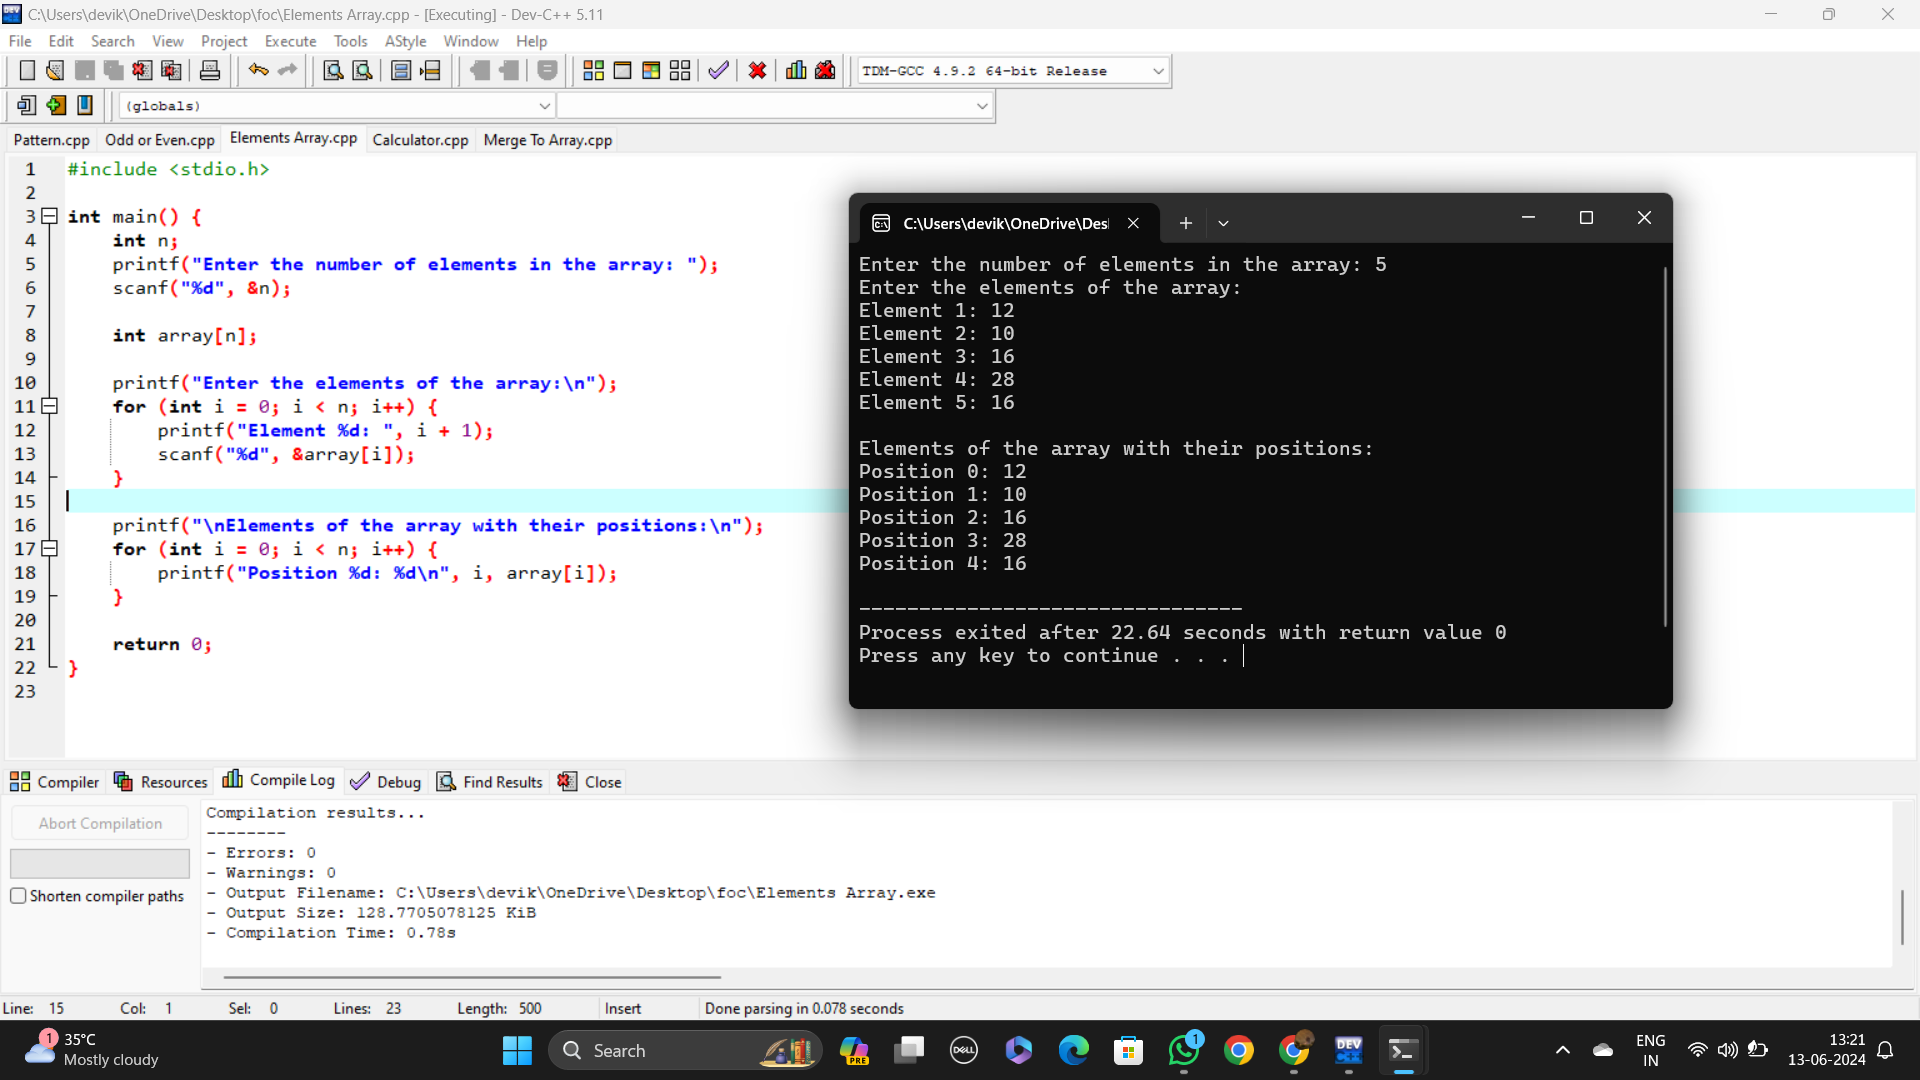 C:\Users\devik\OneDrive\Desktop\foc\Elements Array.cpp - [Executing] - Dev-C++ 5.11
File Edit Search View Project Execute Tools AStyle Window Help
TDM-GCC 4.9.2 64-bit Release
(globals)
Pattern.cpp Odd or Even.cpp Elements Array.cpp Calculator.cpp Merge To Array.cpp
1 #include <stdio.h>
2
3 int main() {
4 int n;
5 printf("Enter the number of elements in the array: ");
6 scanf("%d", &n);
7
8 int array[n];
9
10 printf("Enter the elements of the array:\n");
11 for (int i = 0; i < n; i++) {
12 printf("Element %d: ", i + 1);
13 scanf("%d", &array[i]);
14 }
15
16 printf("\nElements of the array with their positions:\n");
17 for (int i = 0; i < n; i++) {
18 printf("Position %d: %d\n", i, array[i]);
19 }
20
21 return 0;
22 }
23
C:\Users\devik\OneDrive\Des
Enter the number of elements in the array: 5
Enter the elements of the array:
Element 1: 12
Element 2: 10
Element 3: 16
Element 4: 28
Element 5: 16
Elements of the array with their positions:
Position 0: 12
Position 1: 10
Position 2: 16
Position 3: 28
Position 4: 16
--------------------------------
Process exited after 22.64 seconds with return value 0
Press any key to continue . . .
Compiler Resources Compile Log Debug Find Results Close
Abort Compilation
Shorten compiler paths
Compilation results...
--------
- Errors: 0
- Warnings: 0
- Output Filename: C:\Users\devik\OneDrive\Desktop\foc\Elements Array.exe
- Output Size: 128.7705078125 KiB
- Compilation Time: 0.78s
Line: 15 Col: 1 Sel: 0 Lines: 23 Length: 500 Insert Done parsing in 0.078 seconds
1
35°C
Mostly cloudy
Search
PRE
DELL
1
DEV
C++
ENG
IN
13:21
13-06-2024